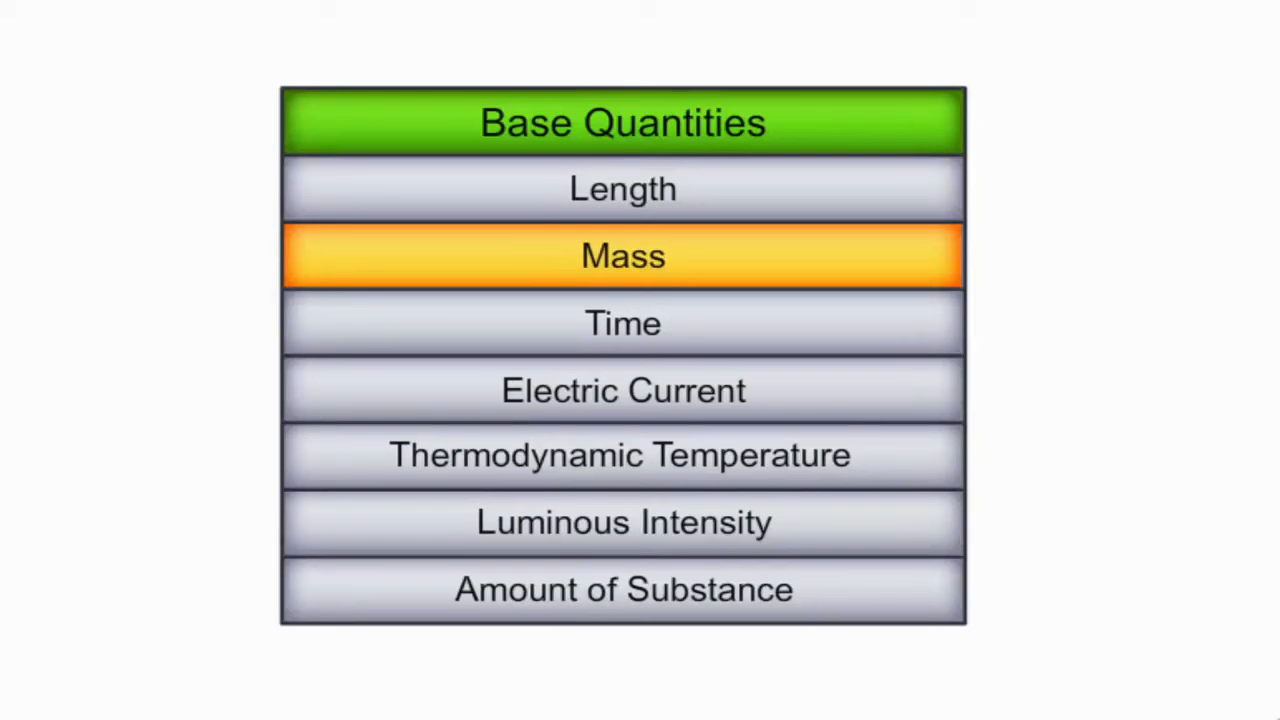 Base Quantities
Length
Mass
Time
Electric Current
Thermodynamic Temperature
Luminous Intensity
Amount of Substance